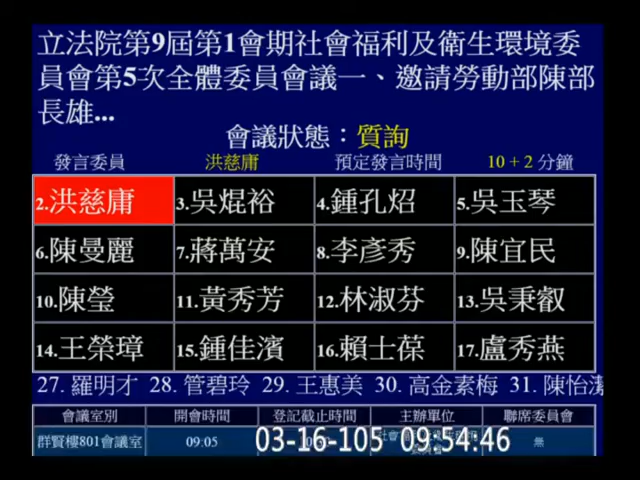 立法院第9屆第1會期社會福利及衛生環境委
員會第5次全體委員會議一、邀請勞動部陳部
長雄...
會議狀態：質詢
發言委員 洪慈庸 預定發言時間 10 + 2 分鐘
2.洪慈庸 3.吳焜裕 4.鍾孔炤 5.吳玉琴
6.陳曼麗 7.蔣萬安 8.李彥秀 9.陳宜民
10.陳瑩 11.黃秀芳 12.林淑芬 13.吳秉叡
14.王榮璋 15.鍾佳濱 16.賴士葆 17.盧秀燕
27. 羅明才 28. 管碧玲 29. 王惠美 30. 高金素梅 31. 陳怡潔
會議室別 開會時間 登記截止時間 主辦單位 聯席委員會
群賢樓801會議室 09:05 無
03-16-105 09:54:46